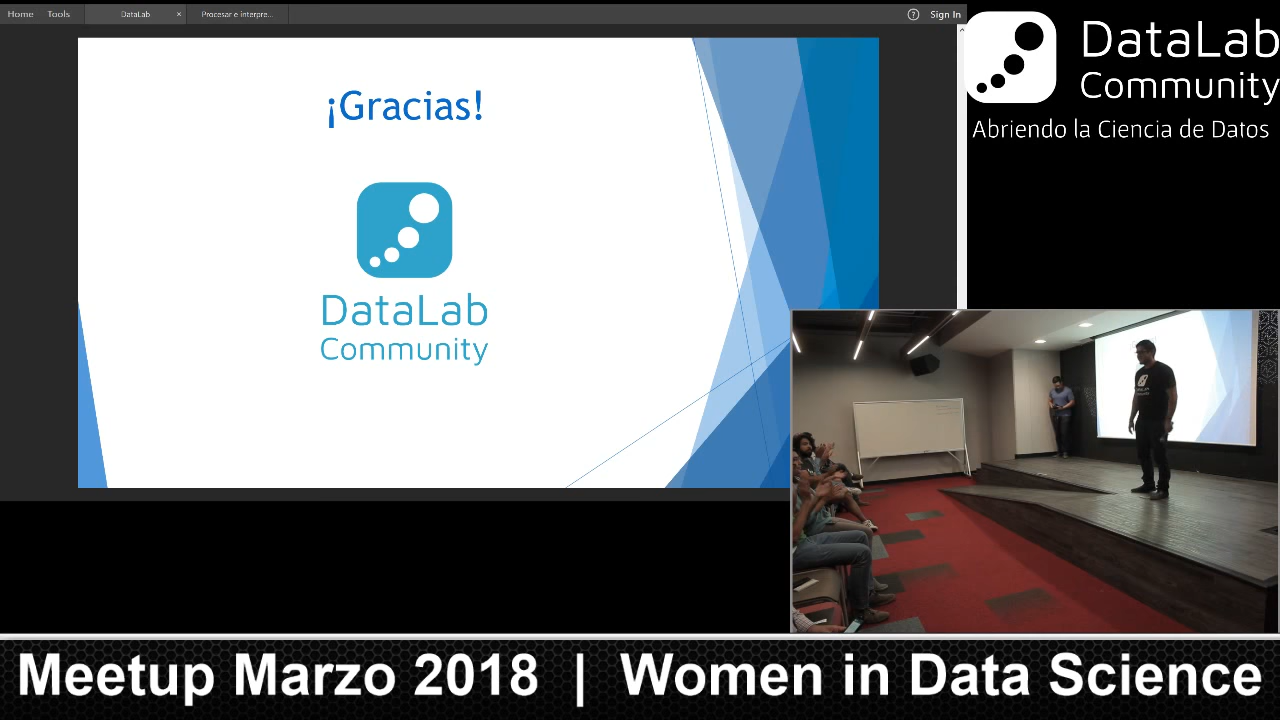 Home Tools DataLab × Procesar e interpre... ? Sign In
DataLab
Community
Abriendo la Ciencia de Datos
¡Gracias!
DataLab
Community
Meetup Marzo 2018 | Women in Data Science